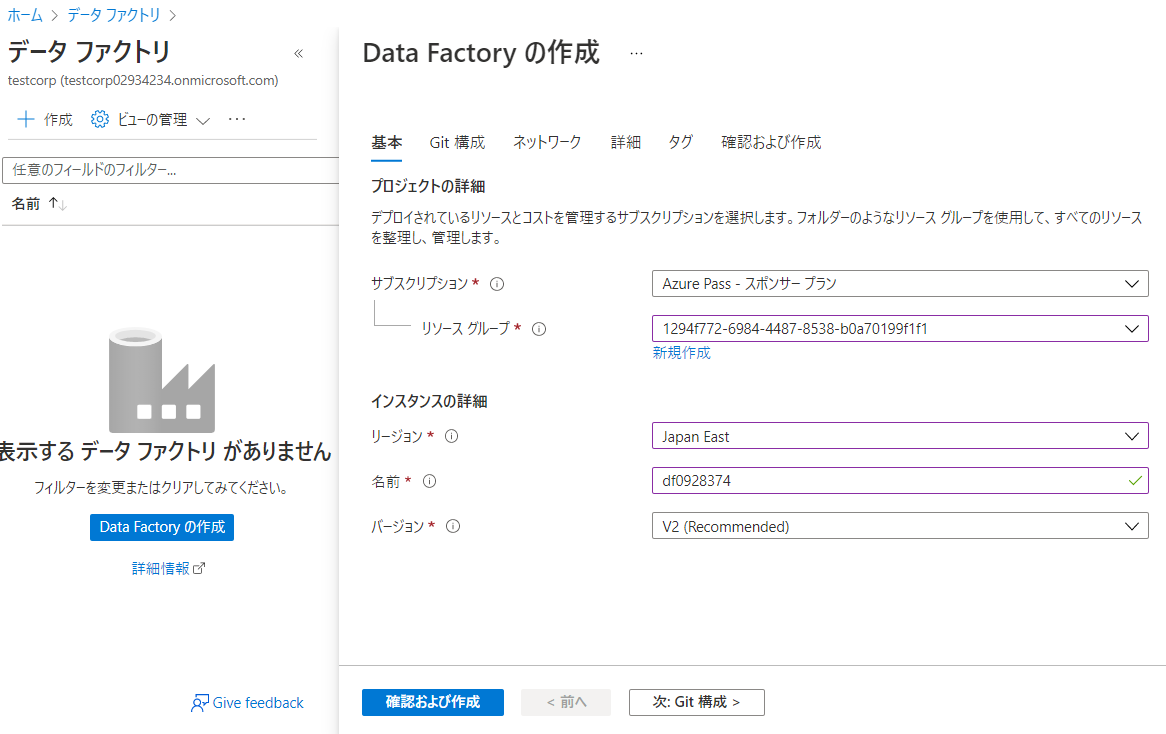 ホーム > データ ファクトリ >
データ ファクトリ
«
testcorp (testcorp02934234.onmicrosoft.com)
+ 作成
ビューの管理
···
任意のフィールドのフィルター...
名前 ↑↓
表示する データ ファクトリ がありません
フィルターを変更またはクリアしてみてください。
Data Factory の作成
詳細情報
Give feedback
Data Factory の作成
···
基本 Git 構成 ネットワーク 詳細 タグ 確認および作成
プロジェクトの詳細
デプロイされているリソースとコストを管理するサブスクリプションを選択します。フォルダーのようなリソース グループを使用して、すべてのリソース
を整理し、管理します。
サブスクリプション *
Azure Pass - スポンサー プラン
リソース グループ *
1294f772-6984-4487-8538-b0a70199f1f1
新規作成
インスタンスの詳細
リージョン *
Japan East
名前 *
df0928374
バージョン *
V2 (Recommended)
確認および作成
< 前へ
次: Git 構成 >